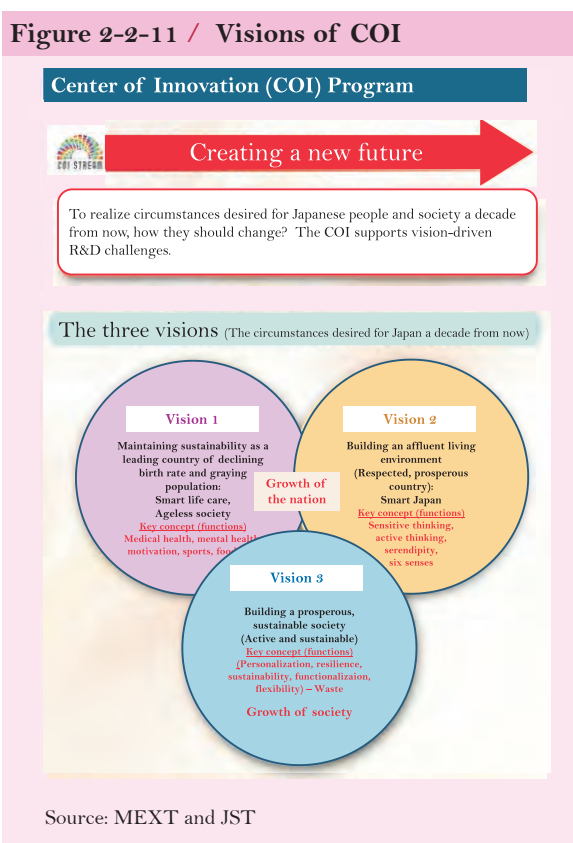 Figure 2-2-11 / Visions of COI
Center of Innovation (COI) Program
COI STREAM
Creating a new future
To realize circumstances desired for Japanese people and society a decade
from now, how they should change? The COI supports vision-driven
R&D challenges.
The three visions (The circumstances desired for Japan a decade from now)
Vision 1
Maintaining sustainability as a
leading country of declining
birth rate and graying
population:
Smart life care,
Ageless society
Key concept (functions)
Medical health, mental health,
motivation, sports, foo
Growth of
the nation
Vision 2
Building an affluent living
environment
(Respected, prosperous
country):
Smart Japan
Key concept (functions)
Sensitive thinking,
active thinking,
serendipity,
six senses
Vision 3
Building a prosperous,
sustainable society
(Active and sustainable)
Key concept (functions)
(Personalization, resilience,
sustainability, functionalizaion,
flexibility) – Waste
Growth of society
Source: MEXT and JST